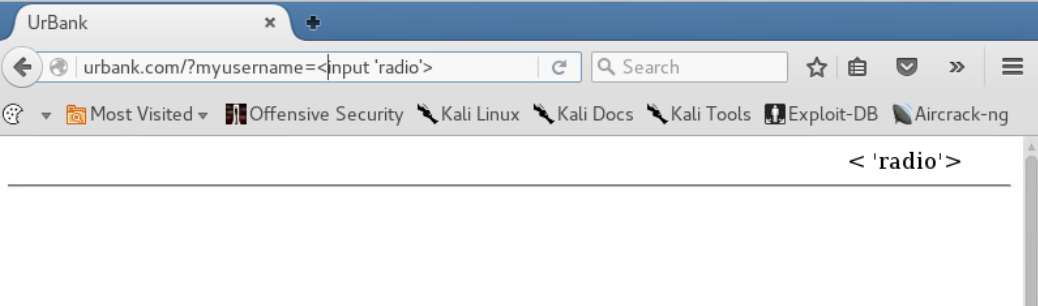 UrBank
urbank.com/?myusername=<input 'radio'>
Search
Most Visited Offensive Security Kali Linux Kali Docs Kali Tools Exploit-DB Aircrack-ng
< 'radio'>